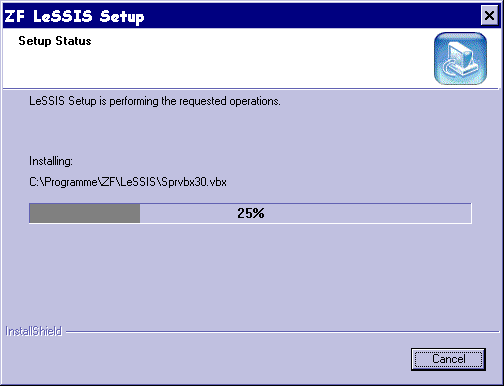 ZF LeSSIS Setup
Setup Status
LeSSIS Setup is performing the requested operations.
Installing:
C:\Programme\ZF\LeSSIS\Sprvbx30.vbx
25%
InstallShield
Cancel